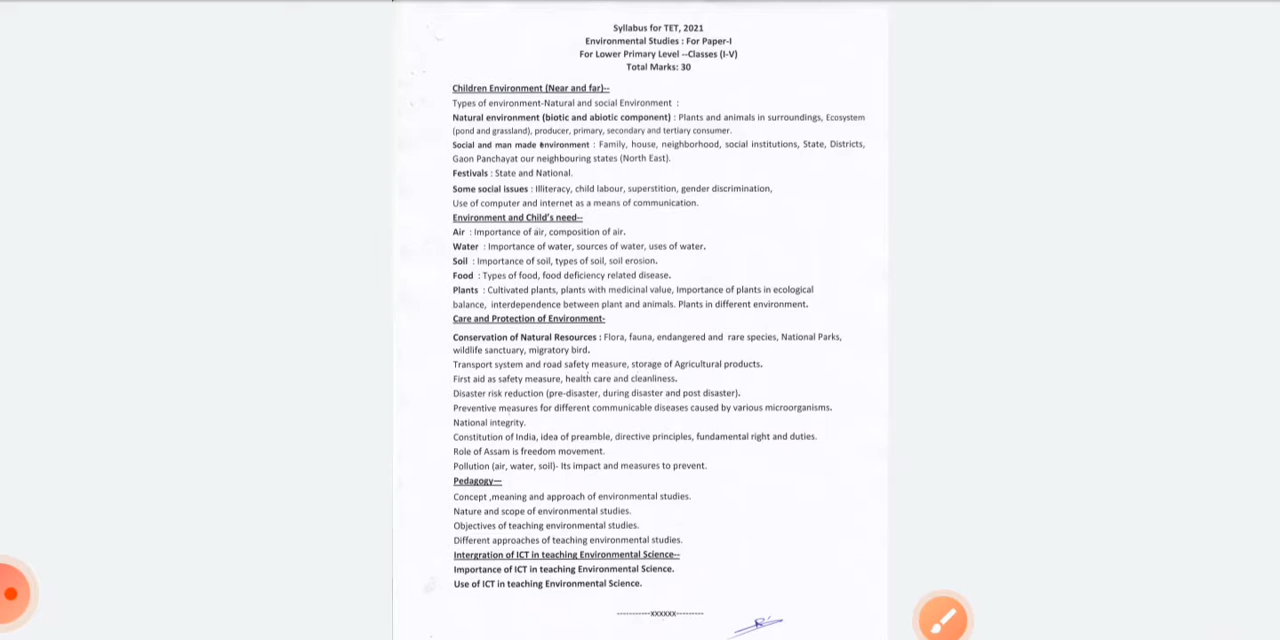 Syllabus for TET, 2021
Environmental Studies : For Paper-I
For Lower Primary Level --Classes (I-V)
Total Marks: 30
Children Environment (Near and far)--
Types of environment-Natural and social Environment :
Natural environment (biotic and abiotic component) : Plants and animals in surroundings, Ecosystem
(pond and grassland), producer, primary, secondary and tertiary consumer.
Social and man made environment : Family, house, neighborhood, social institutions, State, Districts,
Gaon Panchayat our neighbouring states (North East).
Festivals : State and National.
Some social issues : Illiteracy, child labour, superstition, gender discrimination,
Use of computer and internet as a means of communication.
Environment and Child's need--
Air : Importance of air, composition of air.
Water : Importance of water, sources of water, uses of water.
Soil : Importance of soil, types of soil, soil erosion.
Food : Types of food, food deficiency related disease.
Plants : Cultivated plants, plants with medicinal value, Importance of plants in ecological
balance, interdependence between plant and animals. Plants in different environment.
Care and Protection of Environment-
Conservation of Natural Resources : Flora, fauna, endangered and rare species, National Parks,
wildlife sanctuary, migratory bird.
Transport system and road safety measure, storage of Agricultural products.
First aid as safety measure, health care and cleanliness.
Disaster risk reduction (pre-disaster, during disaster and post disaster).
Preventive measures for different communicable diseases caused by various microorganisms.
National integrity.
Constitution of India, idea of preamble, directive principles, fundamental right and duties.
Role of Assam is freedom movement.
Pollution (air, water, soil)- Its impact and measures to prevent.
Pedagogy—
Concept ,meaning and approach of environmental studies.
Nature and scope of environmental studies.
Objectives of teaching environmental studies.
Different approaches of teaching environmental studies.
Intergration of ICT in teaching Environmental Science--
Importance of ICT in teaching Environmental Science.
Use of ICT in teaching Environmental Science.
-----------xxxxxx---------